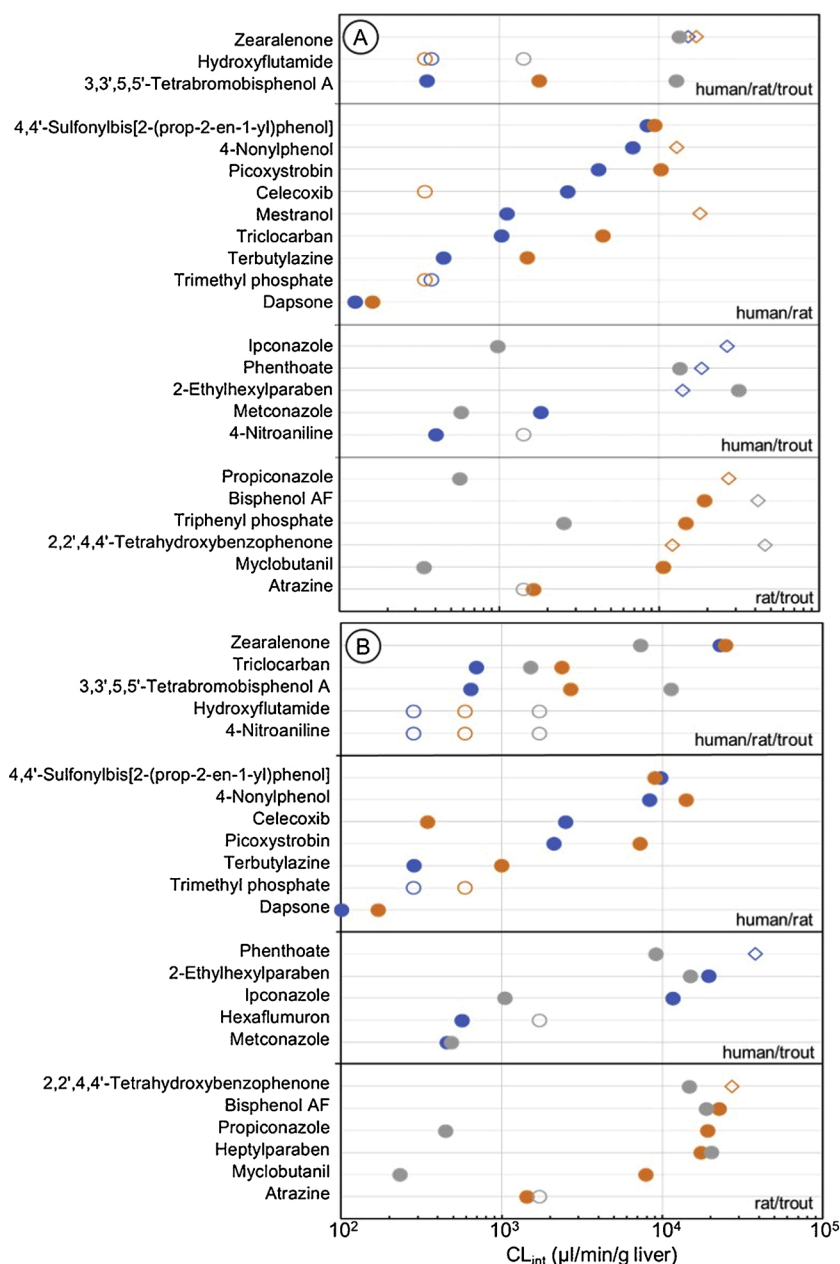 A
Zearalenone
Hydroxyflutamide
3,3',5,5'-Tetrabromobisphenol A
human/rat/trout
4,4'-Sulfonylbis[2-(prop-2-en-1-yl)phenol]
4-Nonylphenol
Picoxystrobin
Celecoxib
Mestranol
Triclocarban
Terbutylazine
Trimethyl phosphate
Dapsone
human/rat
Ipconazole
Phenthoate
2-Ethylhexylparaben
Metconazole
4-Nitroaniline
human/trout
Propiconazole
Bisphenol AF
Triphenyl phosphate
2,2',4,4'-Tetrahydroxybenzophenone
Myclobutanil
Atrazine
rat/trout
B
Zearalenone
Triclocarban
3,3',5,5'-Tetrabromobisphenol A
Hydroxyflutamide
4-Nitroaniline
human/rat/trout
4,4'-Sulfonylbis[2-(prop-2-en-1-yl)phenol]
4-Nonylphenol
Celecoxib
Picoxystrobin
Terbutylazine
Trimethyl phosphate
Dapsone
human/rat
Phenthoate
2-Ethylhexylparaben
Ipconazole
Hexaflumuron
Metconazole
human/trout
2,2',4,4'-Tetrahydroxybenzophenone
Bisphenol AF
Propiconazole
Heptylparaben
Myclobutanil
Atrazine
rat/trout
10² 10³ 10⁴ 10⁵
CLint (µl/min/g liver)